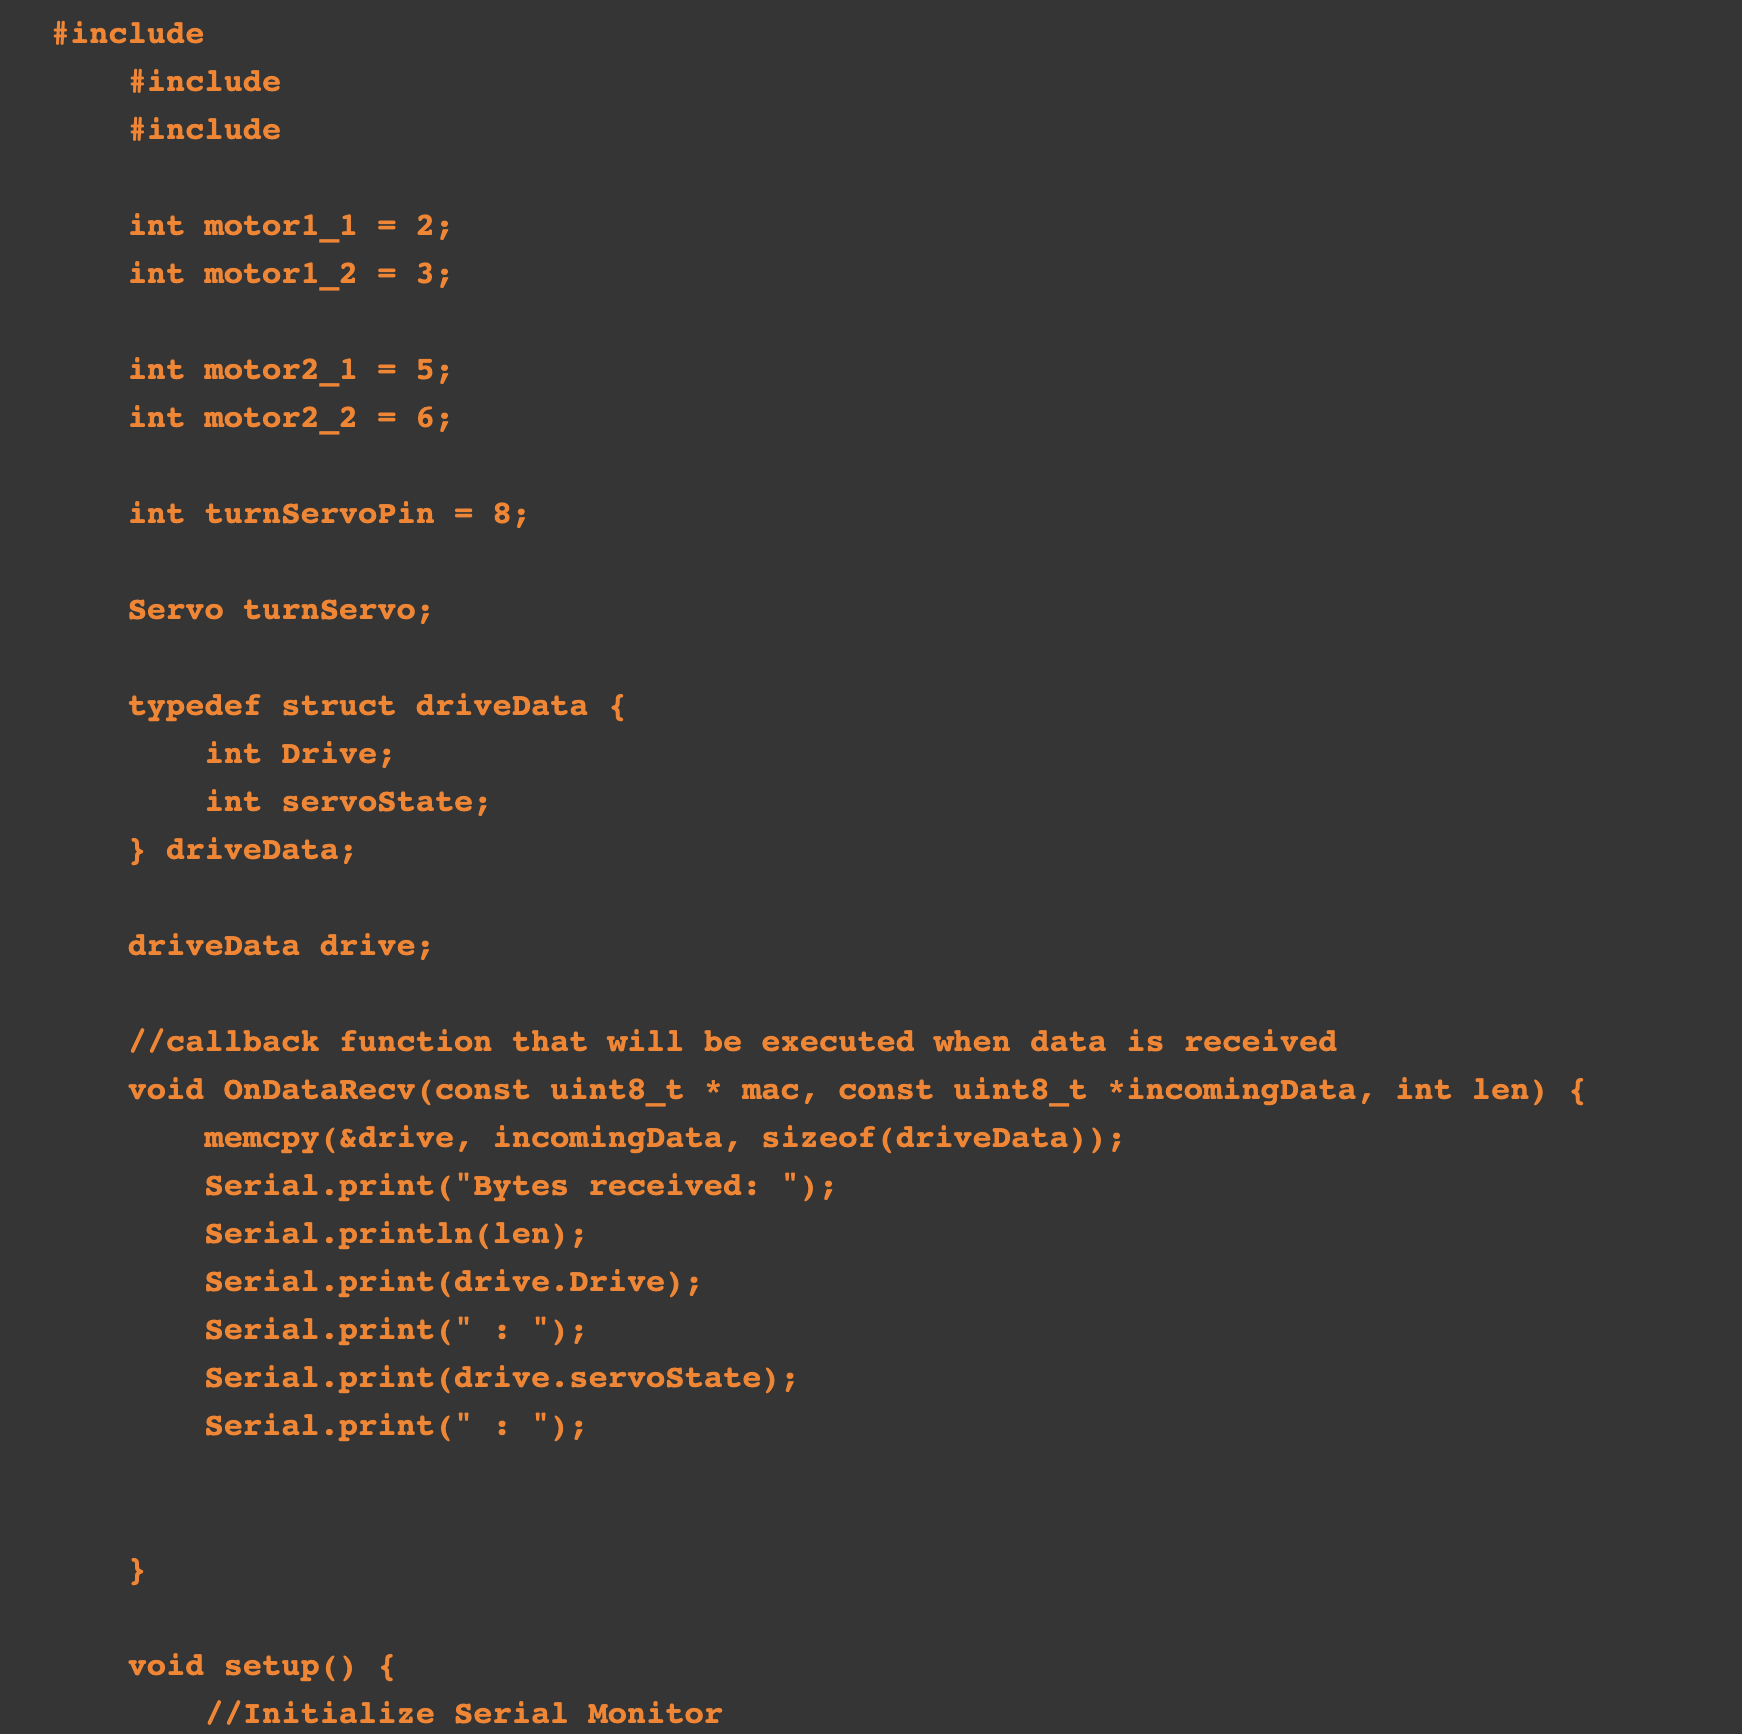 #include
#include
#include
int motor1_1 = 2;
int motor1_2 = 3;
int motor2_1 = 5;
int motor2_2 = 6;
int turnServoPin = 8;
Servo turnServo;
typedef struct driveData {
int Drive;
int servoState;
} driveData;
driveData drive;
//callback function that will be executed when data is received
void OnDataRecv(const uint8_t * mac, const uint8_t *incomingData, int len) {
memcpy(&drive, incomingData, sizeof(driveData));
Serial.print("Bytes received: ");
Serial.println(len);
Serial.print(drive.Drive);
Serial.print(" : ");
Serial.print(drive.servoState);
Serial.print(" : ");
}
void setup() {
//Initialize Serial Monitor